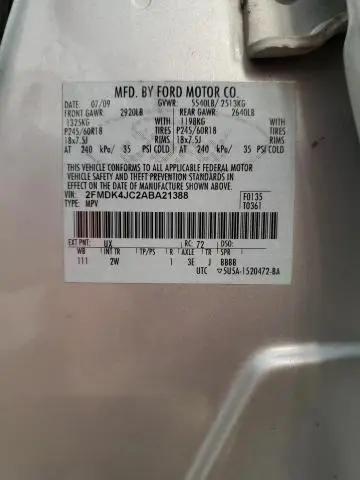 MFD. BY FORD MOTOR CO.
DATE: 07/09 GVWR: 5540LB/ 2513KG
FRONT GAWR: 2920LB REAR GAWR: 2640LB
1325KG WITH 1198KG WITH
P245/60R18 TIRES P245/60R18 TIRES
18x7.5J RIMS 18x7.5J RIMS
AT 240 kPa/ 35 PSI COLD AT 240 kPa/ 35 PSI COLD
THIS VEHICLE CONFORMS TO ALL APPLICABLE FEDERAL MOTOR
VEHICLE SAFETY AND THEFT PREVENTION STANDARDS IN
EFFECT ON THE DATE OF MANUFACTURE SHOWN ABOVE.
VIN: 2FMDK4JC2ABA21388 F0135
TYPE: MPV T0361
EXT PNT: UX RC: 72 DSO:
WB INT TR TP/PS R AXLE TR SPR
111 2W 1 3E J BBBB
UTC 5U5A-1520472-BA